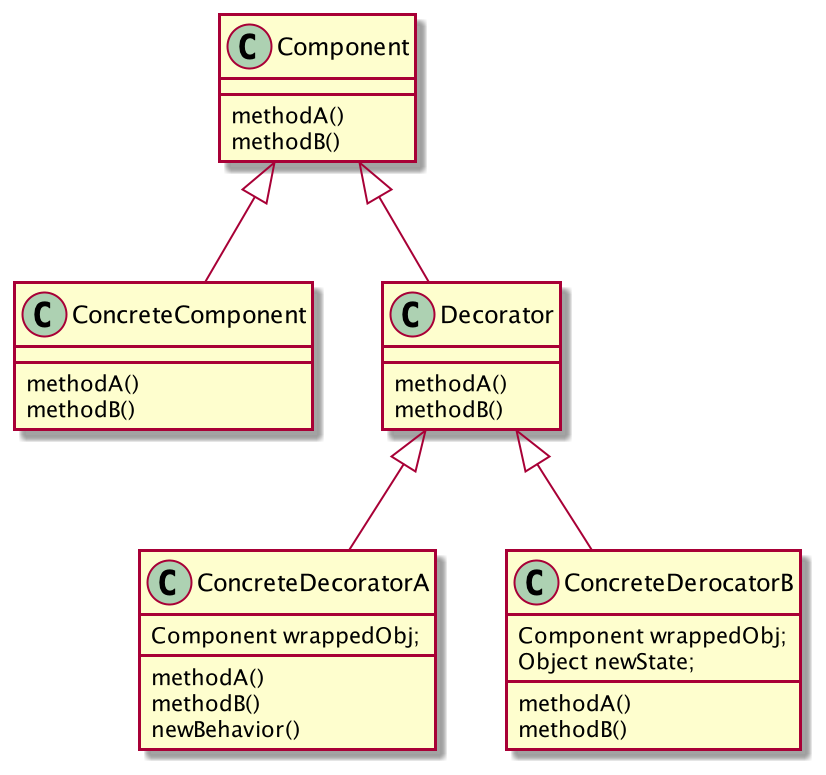 C Component
methodA()
methodB()
C ConcreteComponent
methodA()
methodB()
C Decorator
methodA()
methodB()
C ConcreteDecoratorA
Component wrappedObj;
methodA()
methodB()
newBehavior()
C ConcreteDerocatorB
Component wrappedObj;
Object newState;
methodA()
methodB()